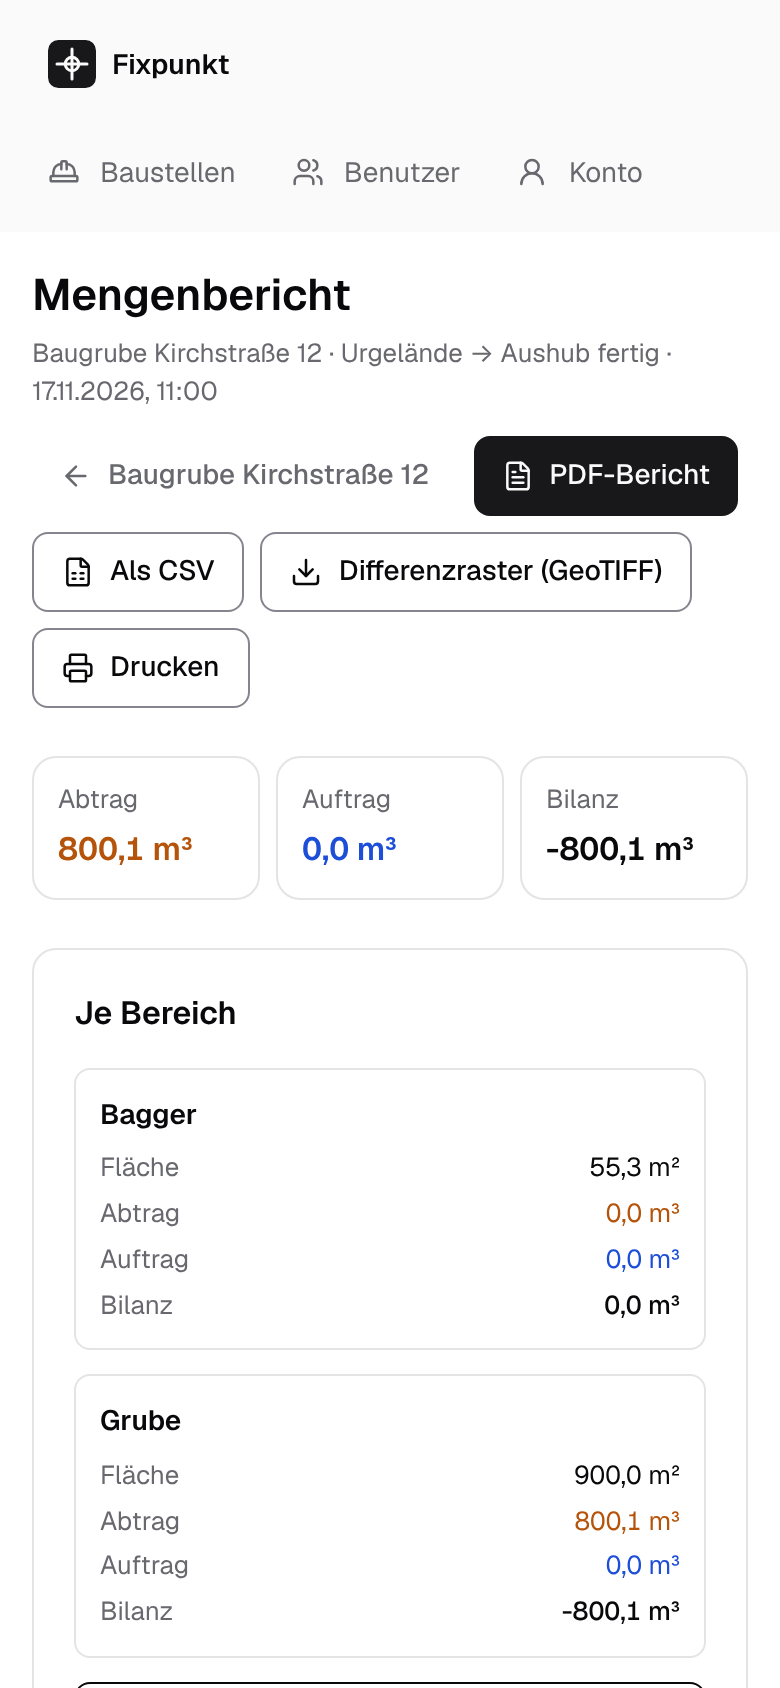 Fixpunkt
Baustellen
Benutzer
Konto
Mengenbericht
Baugrube Kirchstraße 12 · Urgelände → Aushub fertig ·
17.11.2026, 11:00
← Baugrube Kirchstraße 12
PDF-Bericht
Als CSV
Differenzraster (GeoTIFF)
Drucken
Abtrag
800,1 m³
Auftrag
0,0 m³
Bilanz
-800,1 m³
Je Bereich
Bagger
Fläche 55,3 m²
Abtrag 0,0 m³
Auftrag 0,0 m³
Bilanz 0,0 m³
Grube
Fläche 900,0 m²
Abtrag 800,1 m³
Auftrag 0,0 m³
Bilanz -800,1 m³